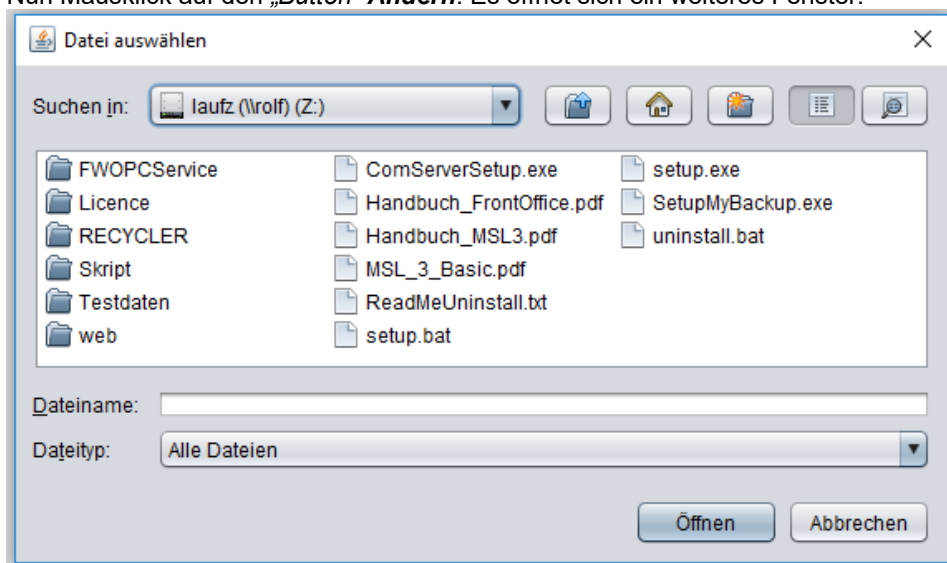 Nun Mausklick auf den „Button“ Ändern. Es öffnet sich ein weiteres Fenster:
Datei auswählen
Suchen in: laufz (\\rolf) (Z:)
FWOPCService ComServerSetup.exe setup.exe
Licence Handbuch_FrontOffice.pdf SetupMyBackup.exe
RECYCLER Handbuch_MSL3.pdf uninstall.bat
Skript MSL_3_Basic.pdf
Testdaten ReadMeUninstall.txt
web setup.bat
Dateiname:
Dateityp: Alle Dateien
Öffnen Abbrechen